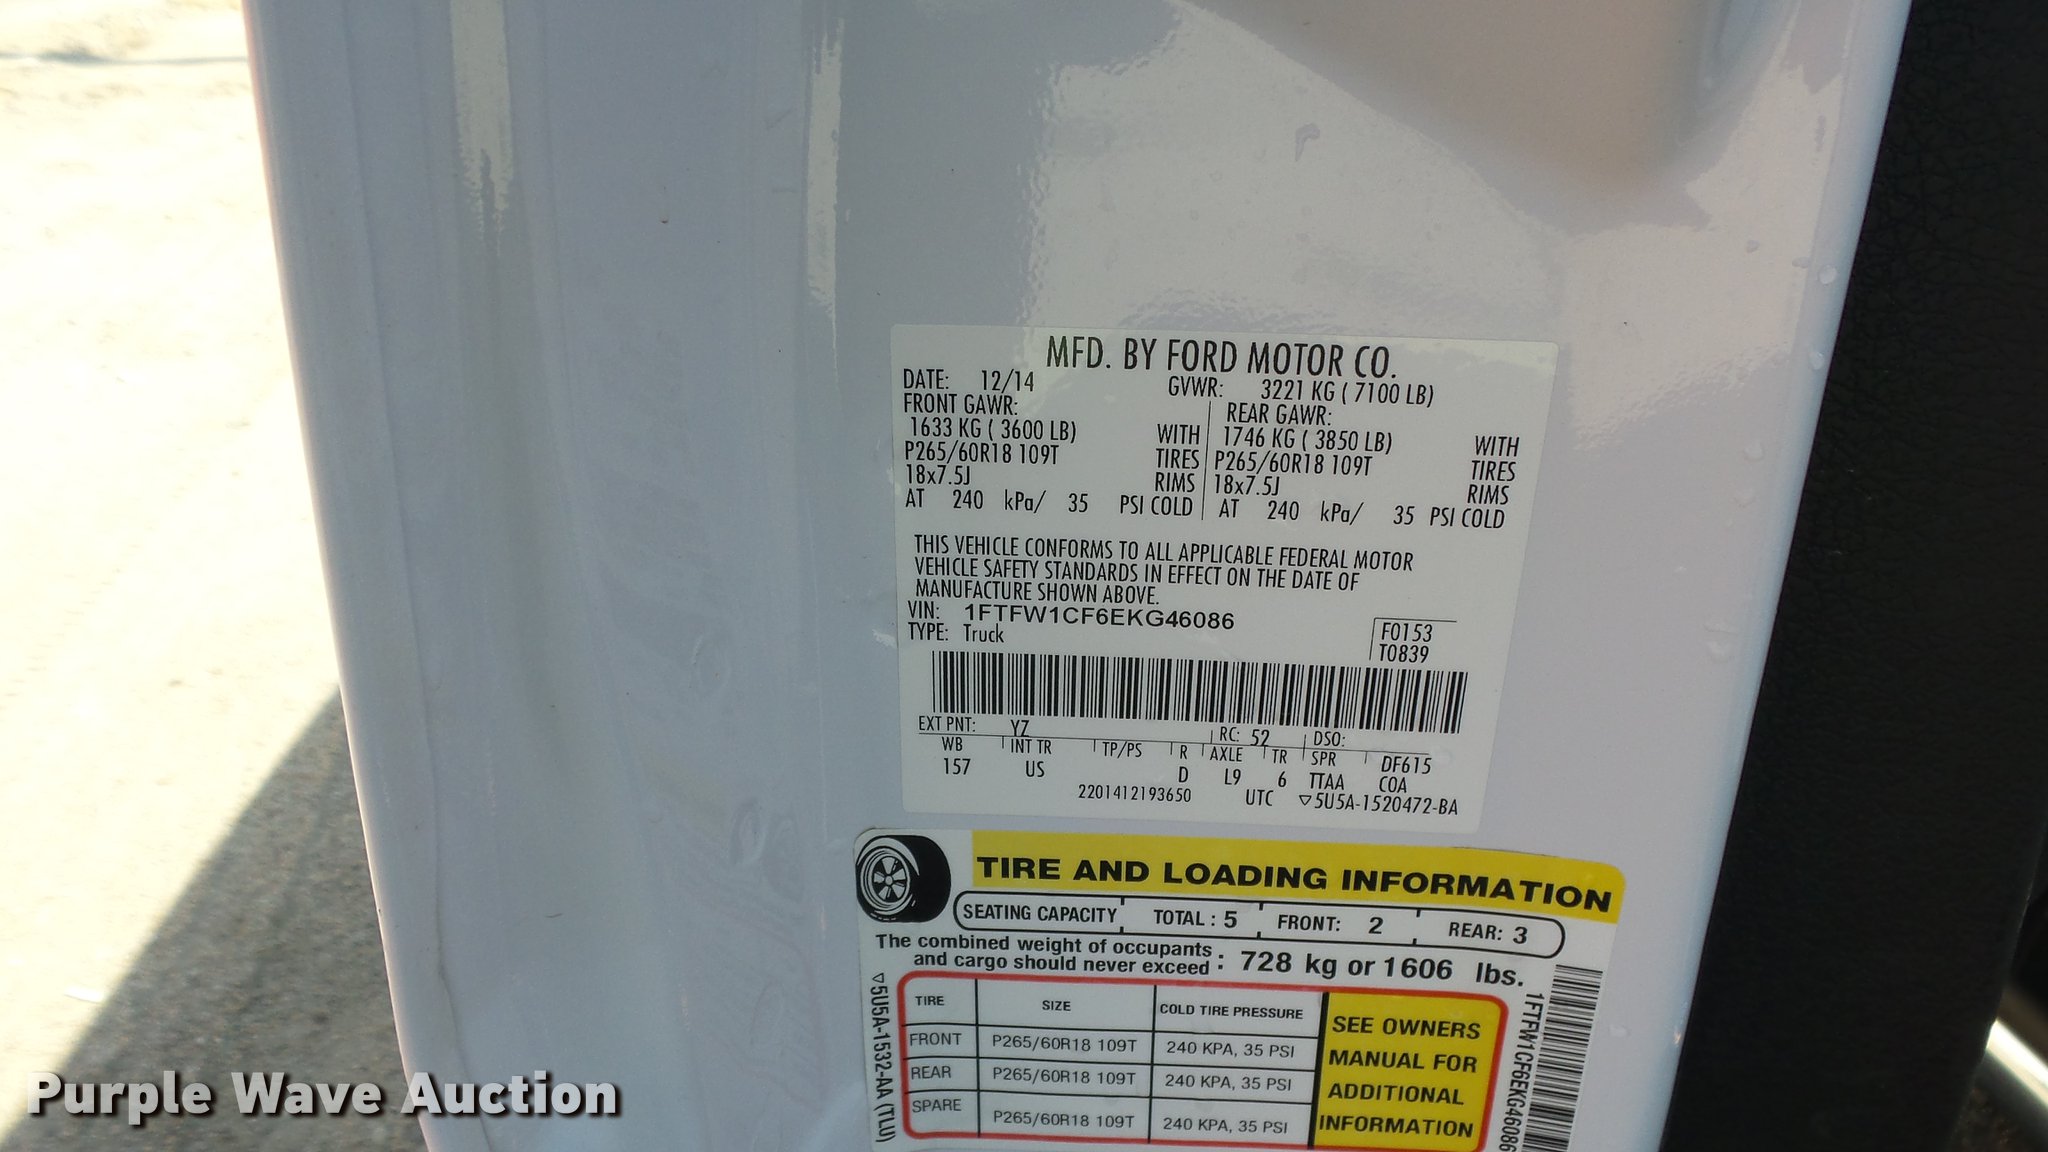 MFD. BY FORD MOTOR CO.
DATE: 12/14 GVWR: 3221 KG ( 7100 LB)
FRONT GAWR: REAR GAWR:
1633 KG ( 3600 LB) WITH 1746 KG ( 3850 LB) WITH
P265/60R18 109T TIRES P265/60R18 109T TIRES
18x7.5J RIMS 18x7.5J RIMS
AT 240 kPa/ 35 PSI COLD AT 240 kPa/ 35 PSI COLD
THIS VEHICLE CONFORMS TO ALL APPLICABLE FEDERAL MOTOR
VEHICLE SAFETY STANDARDS IN EFFECT ON THE DATE OF
MANUFACTURE SHOWN ABOVE.
VIN: 1FTFW1CF6EKG46086
TYPE: Truck
F0153
T0839
EXT PNT: YZ RC: 52 DSO:
WB INT TR TP/PS R AXLE TR SPR DF615
157 US D L9 6 TTAA COA
2201412193650 UTC ▽5U5A-1520472-BA
TIRE AND LOADING INFORMATION
SEATING CAPACITY TOTAL : 5 FRONT: 2 REAR: 3
The combined weight of occupants
and cargo should never exceed : 728 kg or 1606 lbs.
TIRE SIZE COLD TIRE PRESSURE
FRONT P265/60R18 109T 240 KPA, 35 PSI
REAR P265/60R18 109T 240 KPA, 35 PSI
SPARE P265/60R18 109T 240 KPA, 35 PSI
SEE OWNERS
MANUAL FOR
ADDITIONAL
INFORMATION
▽5U5A-1532-AA (TLU)
1FTFW1CF6EKG46086
Purple Wave Auction